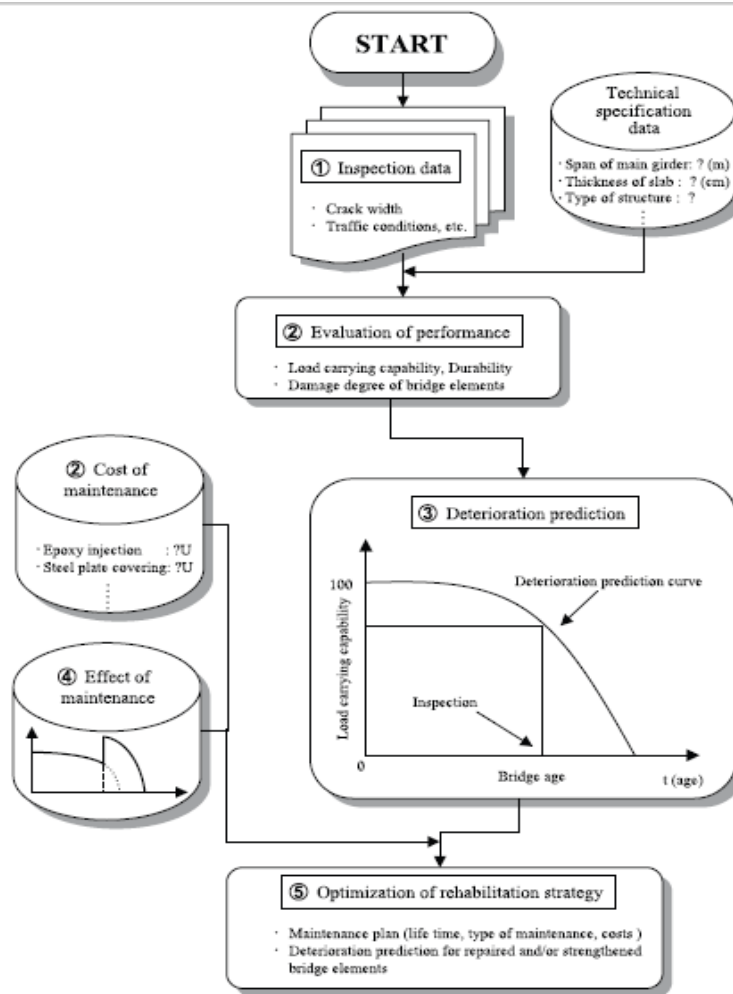 START
Technical
specification
data
· Span of main girder: ? (m)
· Thickness of slab : ? (cm)
· Type of structure : ?
① Inspection data
· Crack width
· Traffic conditions, etc.
② Evaluation of performance
· Load carrying capability, Durability
· Damage degree of bridge elements
② Cost of
maintenance
· Epoxy injection : ?U
· Steel plate covering: ?U
④ Effect of
maintenance
③ Deterioration prediction
100
Deterioration prediction curve
Load carrying capability
Inspection
0
Bridge age
t (age)
⑤ Optimization of rehabilitation strategy
· Maintenance plan (life time, type of maintenance, costs )
· Deterioration prediction for repaired and/or strengthened
bridge elements